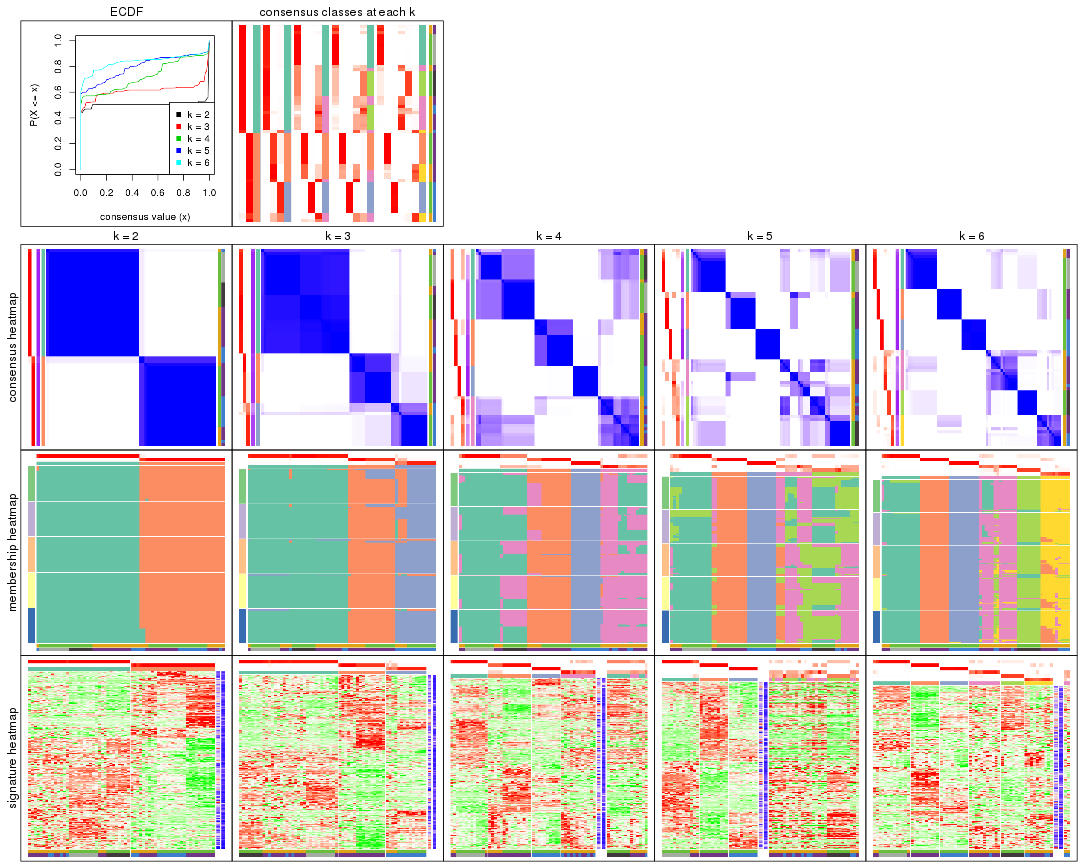 ECDF
consensus classes at each k
P(X <= x)
0.0 0.2 0.4 0.6 0.8 1.0
k = 2
k = 3
k = 4
k = 5
k = 6
0.0 0.2 0.4 0.6 0.8 1.0
consensus value (x)
k = 2
k = 3
k = 4
k = 5
k = 6
consensus heatmap
membership heatmap
signature heatmap